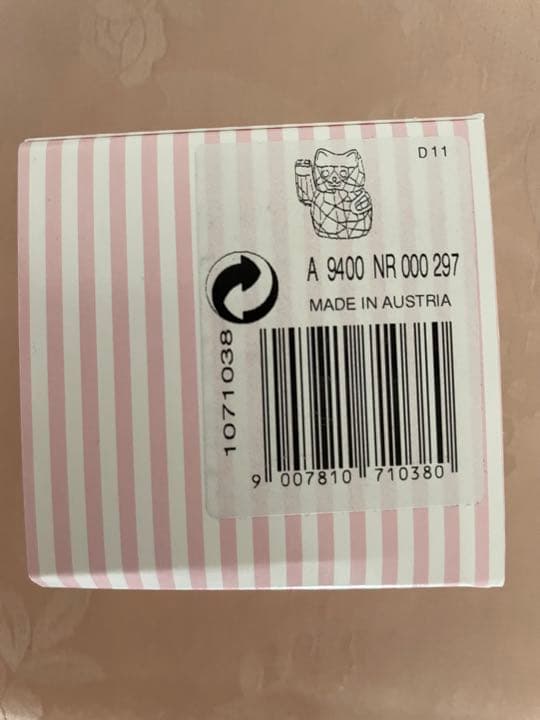 D11
A 9400 NR 000 297
MADE IN AUSTRIA
1071038
9 007810 710380